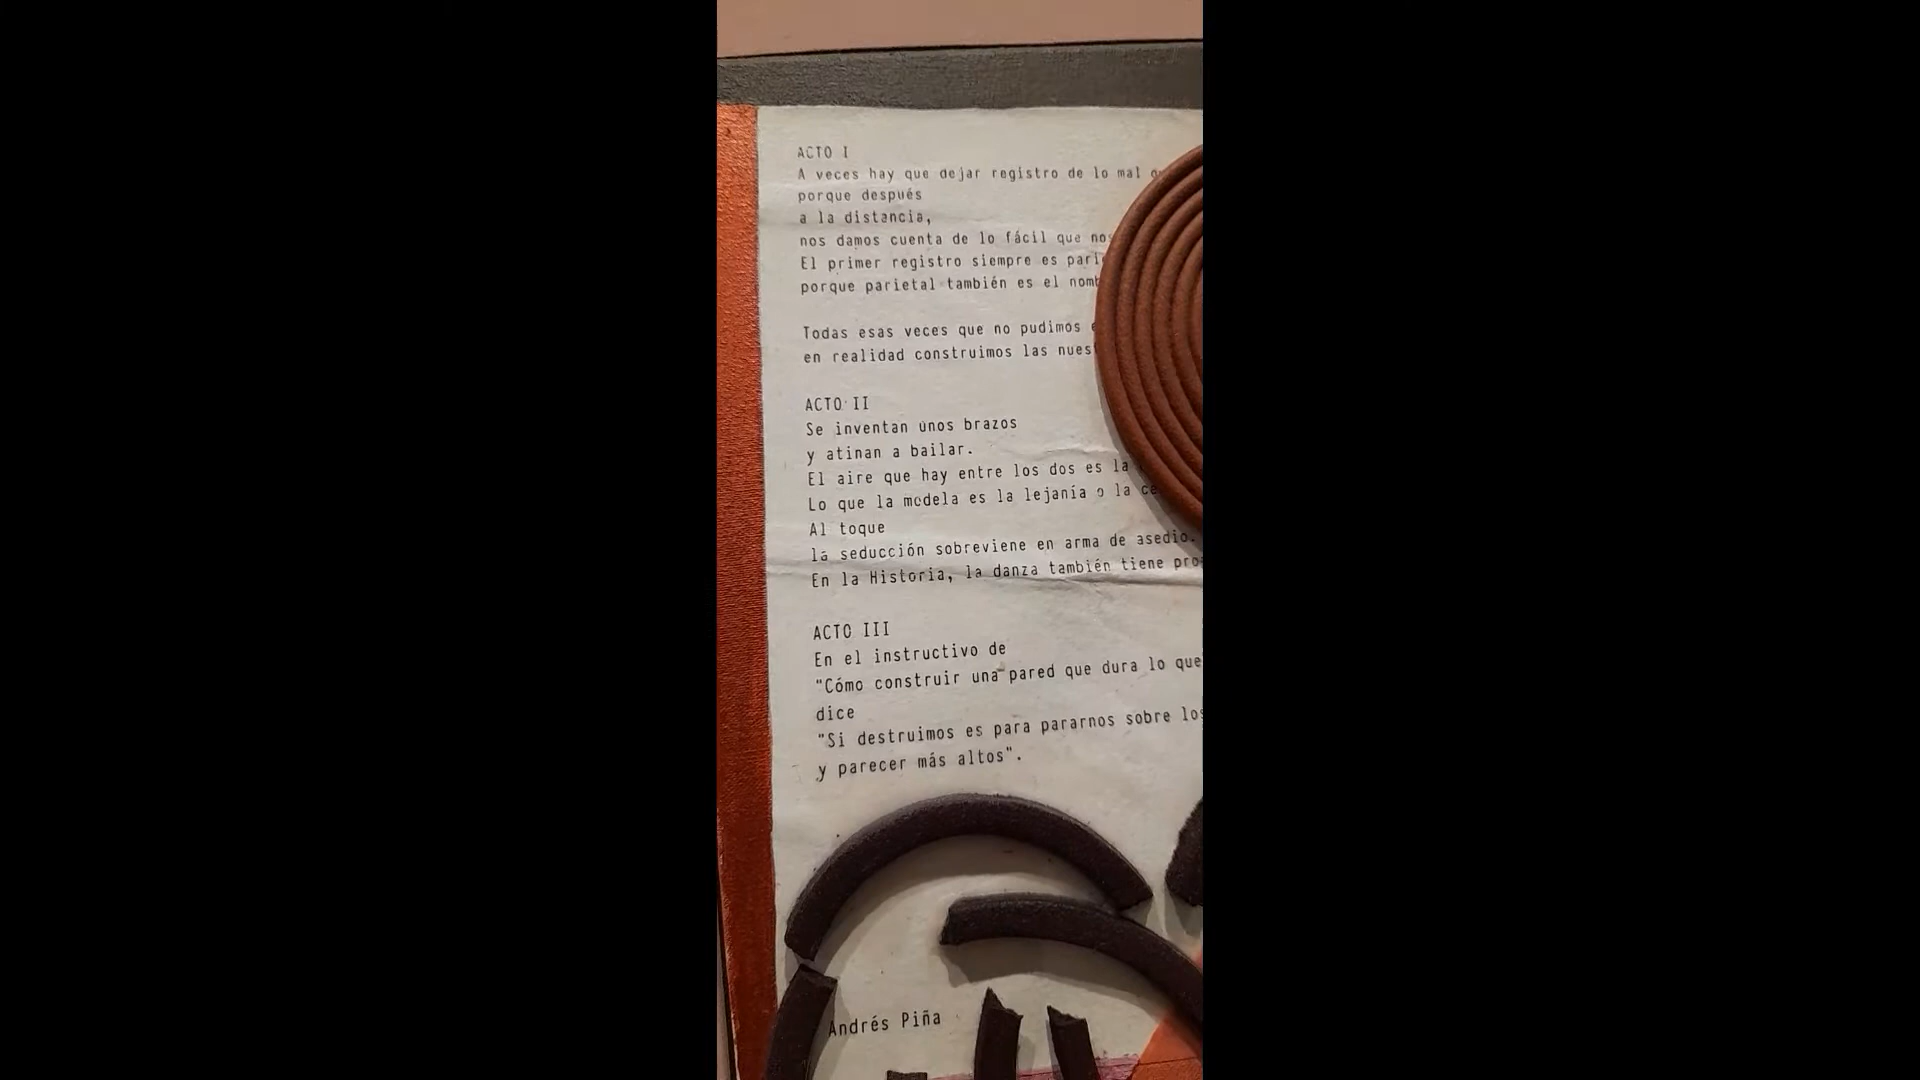 ACTO I
A veces hay que dejar registro de lo mal
porque después
a la distancia,
nos damos cuenta de lo fácil que
El primer registro siempre es
porque parietal también es el
Todas esas veces que no pudimos
en realidad construimos las
ACTO II
Se inventan unos brazos
y atinan a bailar.
El aire que hay entre los dos es la
Lo que la modela es la lejanía o la
Al toque
la seducción sobreviene en arma de asedio.
En la Historia, la danza también tiene
ACTO III
En el instructivo de
"Cómo construir una pared que dura lo que
dice
"Si destruimos es para pararnos sobre
y parecer más altos".
Andrés Piña